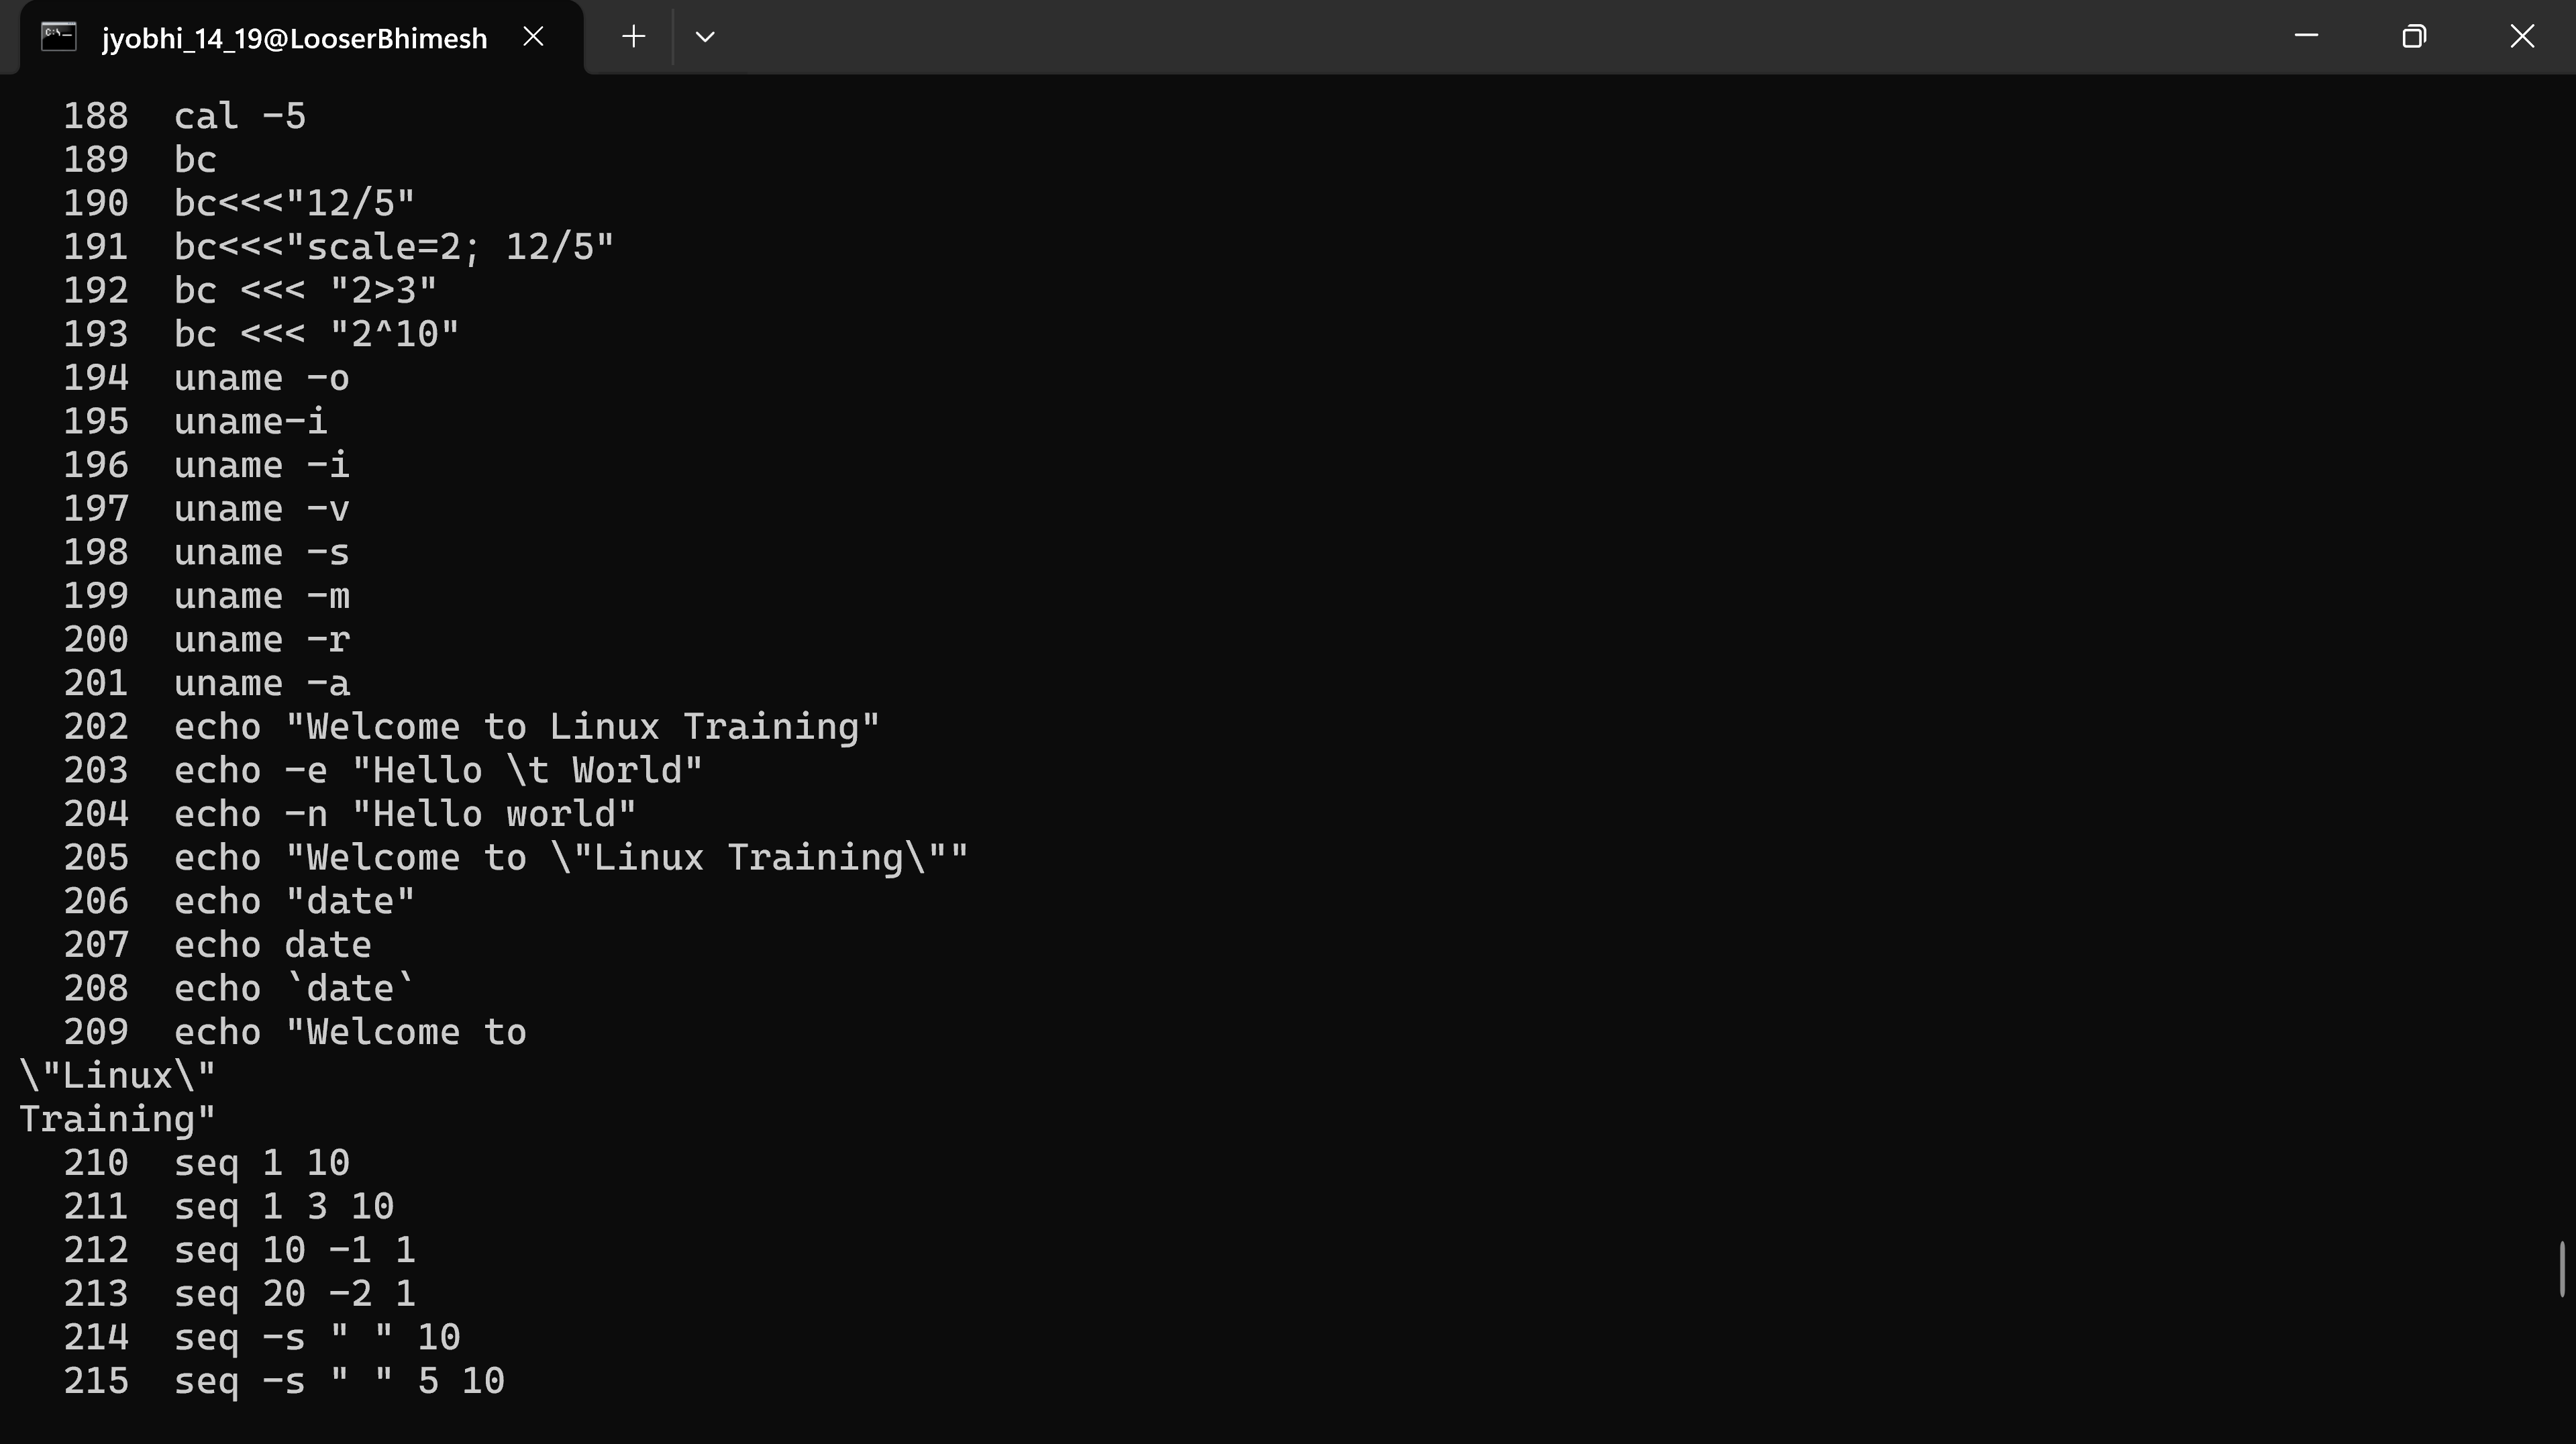 jyobhi_14_19@LooserBhimesh
188 cal -5
189 bc
190 bc<<<"12/5"
191 bc<<<"scale=2; 12/5"
192 bc <<< "2>3"
193 bc <<< "2^10"
194 uname -o
195 uname-i
196 uname -i
197 uname -v
198 uname -s
199 uname -m
200 uname -r
201 uname -a
202 echo "Welcome to Linux Training"
203 echo -e "Hello \t World"
204 echo -n "Hello world"
205 echo "Welcome to \"Linux Training\""
206 echo "date"
207 echo date
208 echo `date`
209 echo "Welcome to
\"Linux\"
Training"
210 seq 1 10
211 seq 1 3 10
212 seq 10 -1 1
213 seq 20 -2 1
214 seq -s " " 10
215 seq -s " " 5 10